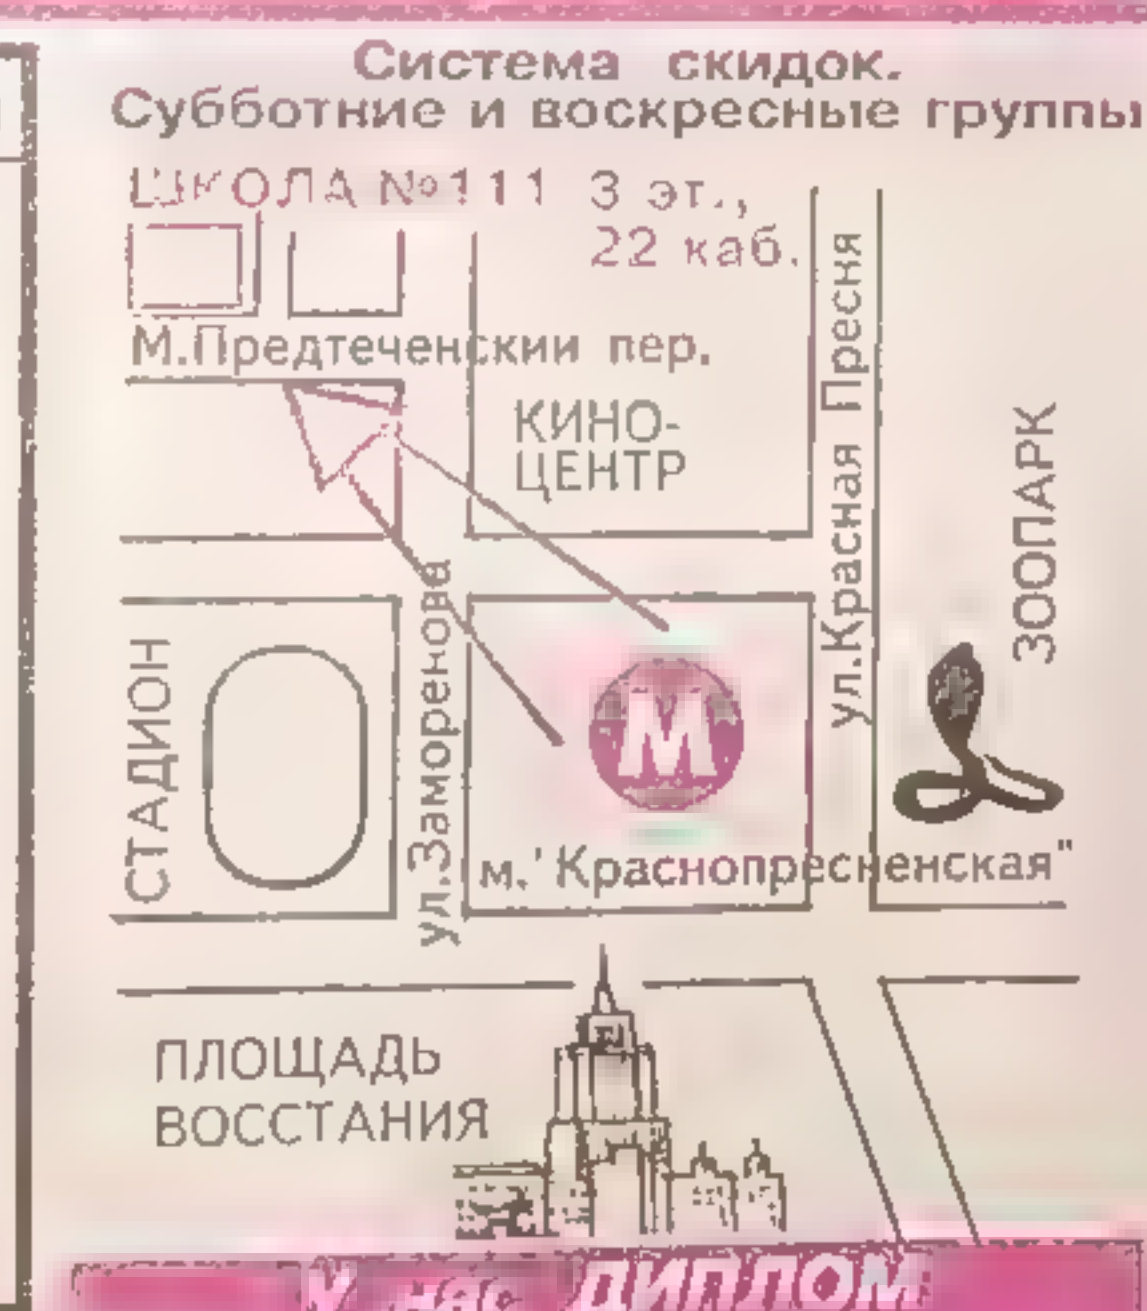 Система скидок.
Субботние и воскресные группы
ШКОЛА №111 3 эт.,
22 каб.
М.Предтеченский пер.
КИНО-
ЦЕНТР
ул.Красная Пресня
ЗООПАРК
СТАДИОН
ул.Заморенова
М
м."Краснопресненская"
ПЛОЩАДЬ
ВОССТАНИЯ
У нас ДИПЛОМ